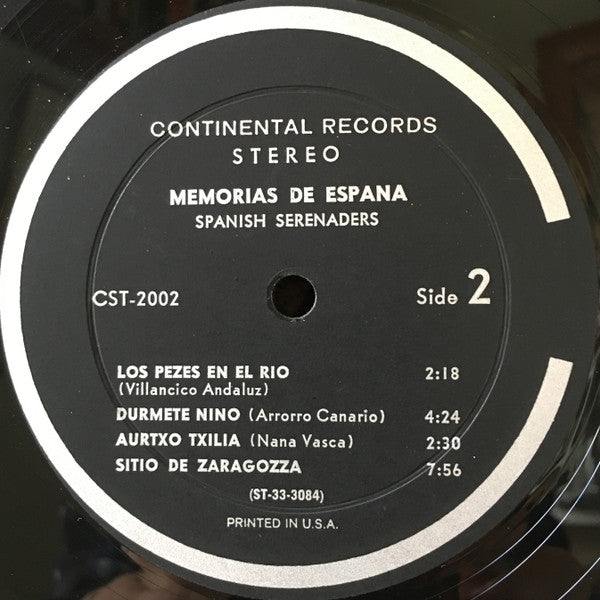 CONTINENTAL RECORDS
STEREO
MEMORIAS DE ESPANA
SPANISH SERENADERS
CST-2002
Side 2
LOS PEZES EN EL RIO 2:18
(Villancico Andaluz)
DURMETE NINO (Arrorro Canario) 4:24
AURTXO TXILIA (Nana Vasca) 2:30
SITIO DE ZARAGOZZA 7:56
(ST-33-3084)
PRINTED IN U.S.A.